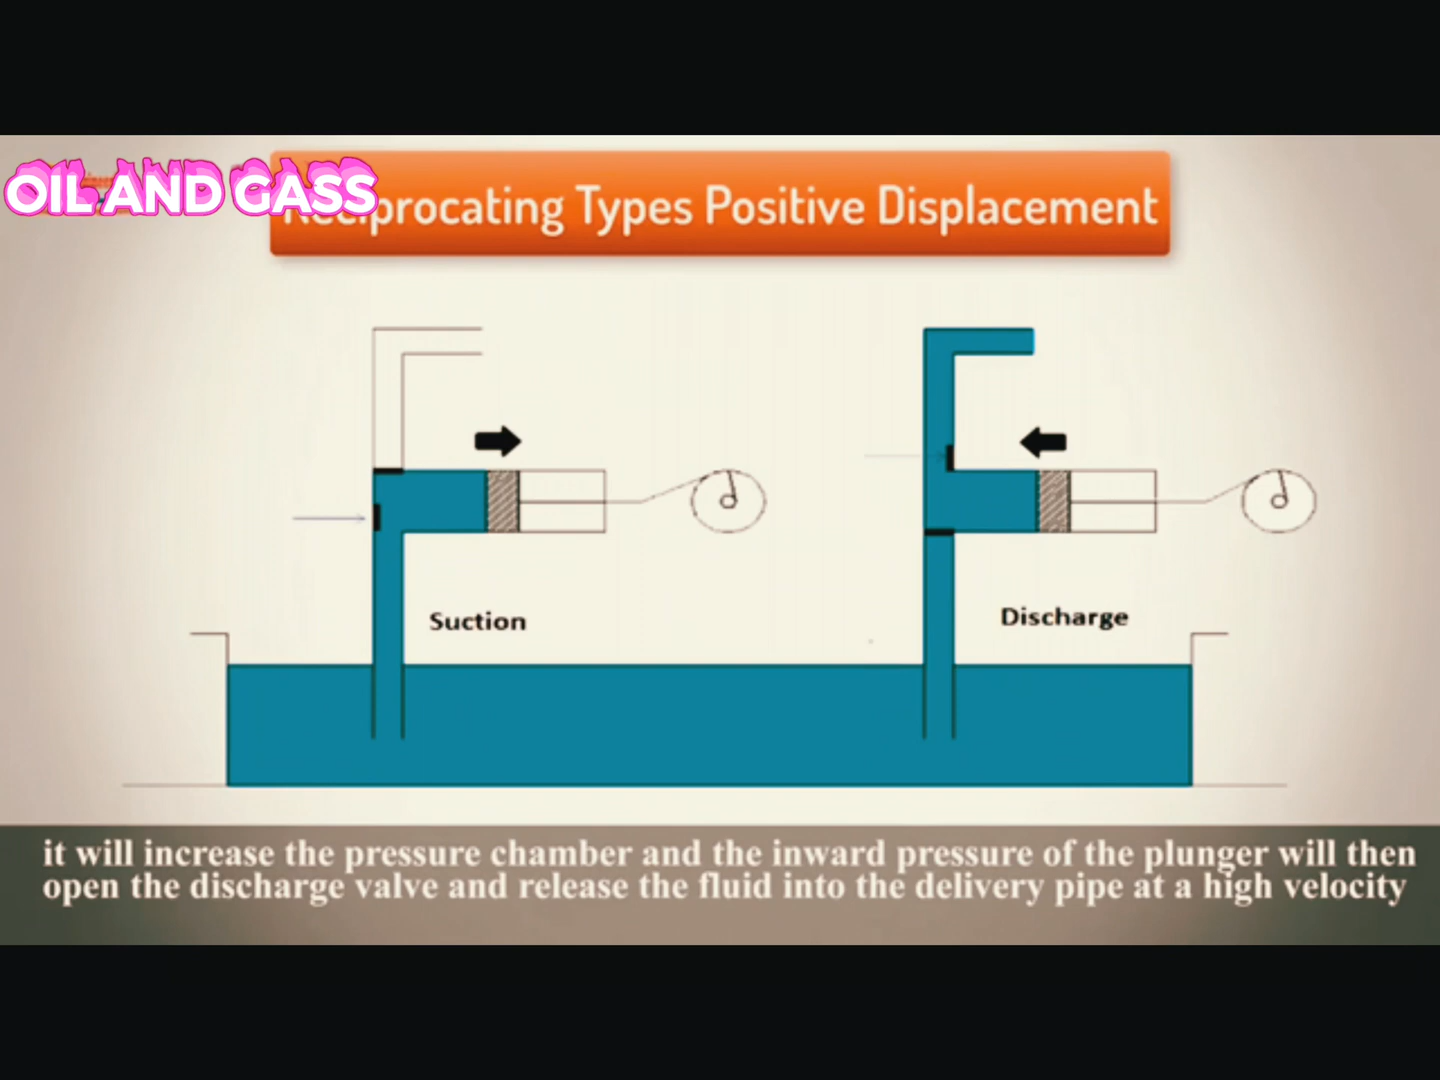 OIL AND GASS
Reciprocating Types Positive Displacement
Suction
Discharge
it will increase the pressure chamber and the inward pressure of the plunger will then
open the discharge valve and release the fluid into the delivery pipe at a high velocity